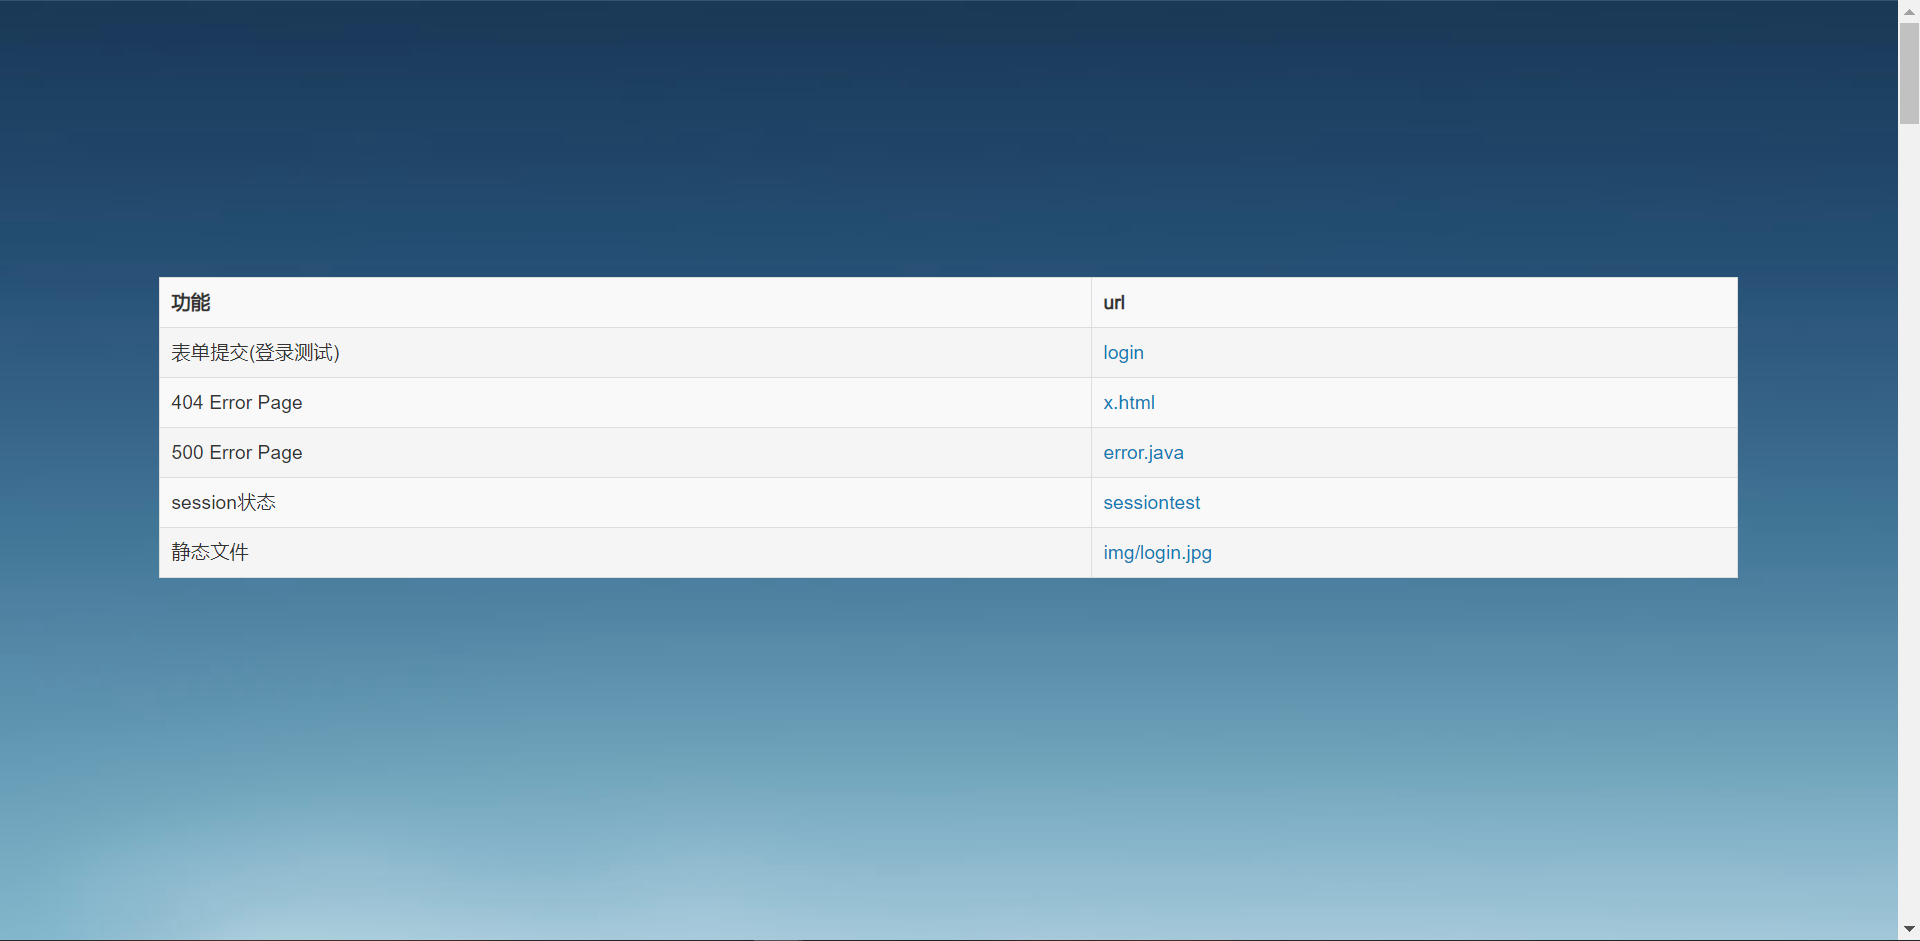 功能 url
表单提交(登录测试) login
404 Error Page x.html
500 Error Page error.java
session状态 sessiontest
静态文件 img/login.jpg